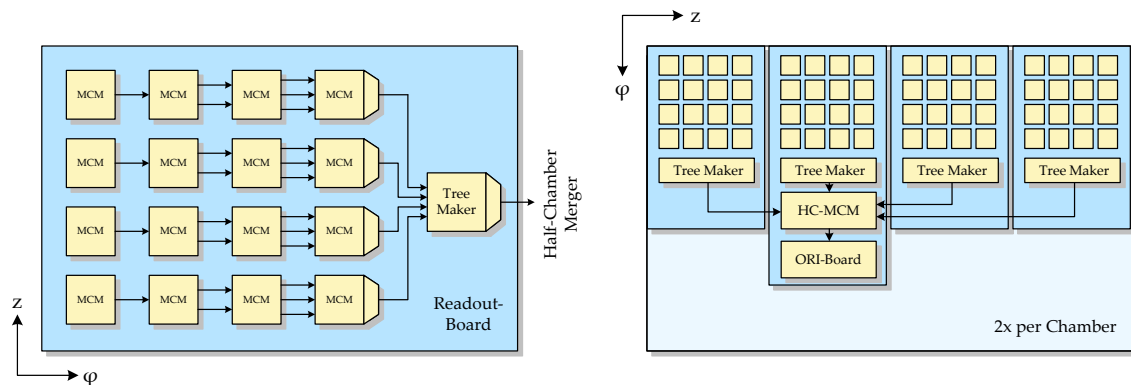 MCM MCM MCM MCM
MCM MCM MCM MCM
MCM MCM MCM MCM
MCM MCM MCM MCM
Tree
Maker
Half-Chamber
Merger
Readout-
Board
z
φ
z
φ
Tree Maker Tree Maker Tree Maker Tree Maker
HC-MCM
ORI-Board
2x per Chamber